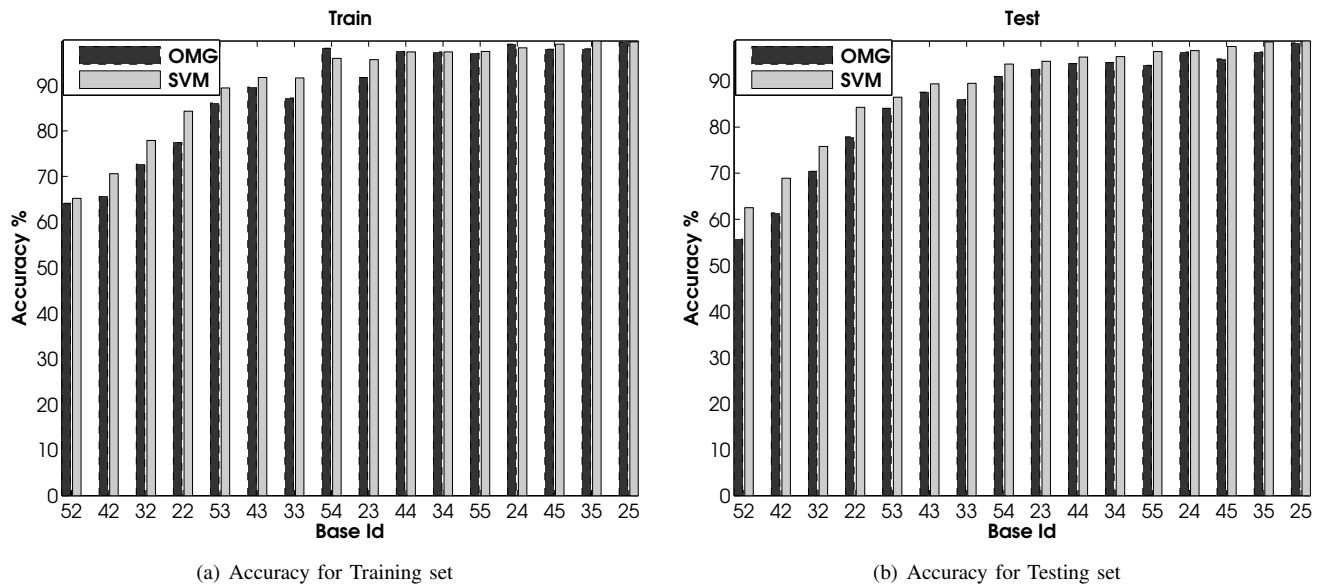 Train
OMG
SVM
Accuracy %
90
80
70
60
50
40
30
20
10
0
52 42 32 22 53 43 33 54 23 44 34 55 24 45 35 25
Base Id
(a) Accuracy for Training set
Test
OMG
SVM
Accuracy %
90
80
70
60
50
40
30
20
10
0
52 42 32 22 53 43 33 54 23 44 34 55 24 45 35 25
Base Id
(b) Accuracy for Testing set